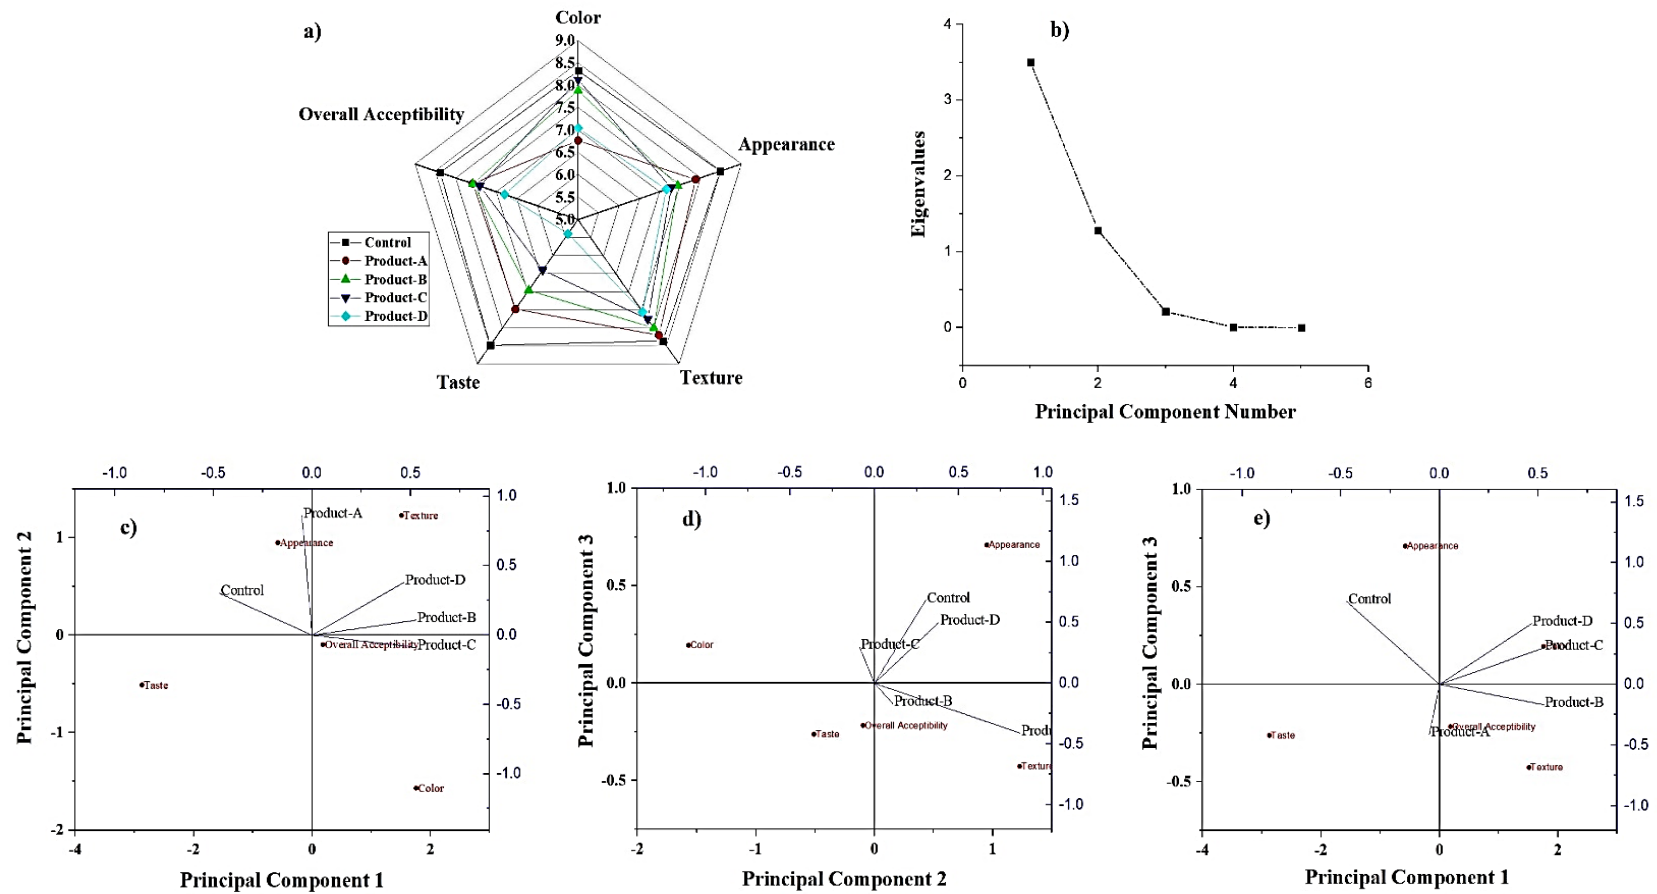 a)
Color
9.0
8.5
8.0
7.5
7.0
6.5
6.0
5.5
5.0
Overall Acceptibility
Appearance
Taste
Texture
Control
Product-A
Product-B
Product-C
Product-D
b)
4
3
2
1
0
Eigenvalues
0 2 4 6
Principal Component Number
-1.0 -0.5 0.0 0.5
c)
Principal Component 2
1
0
-1
-2
1.0
0.5
0.0
-0.5
-1.0
Product-A
Texture
Appearance
Product-D
Control
Product-B
Overall Acceptibility
Product-C
Taste
Color
-4 -2 0 2
Principal Component 1
-1.0 -0.5 0.0 0.5 1.0
d)
Principal Component 3
1.0
0.5
0.0
-0.5
1.5
1.0
0.5
0.0
-0.5
-1.0
Appearance
Control
Product-D
Product-C
Color
Product-B
Overall Acceptibility
Taste
Produ
Texture
-2 -1 0 1
Principal Component 2
-1.0 -0.5 0.0 0.5
e)
Principal Component 3
1.0
0.5
0.0
-0.5
1.5
1.0
0.5
0.0
-0.5
-1.0
Appearance
Control
Product-D
Product-C
Product-B
Overall Acceptibility
Product-A
Taste
Texture
-4 -2 0 2
Principal Component 1